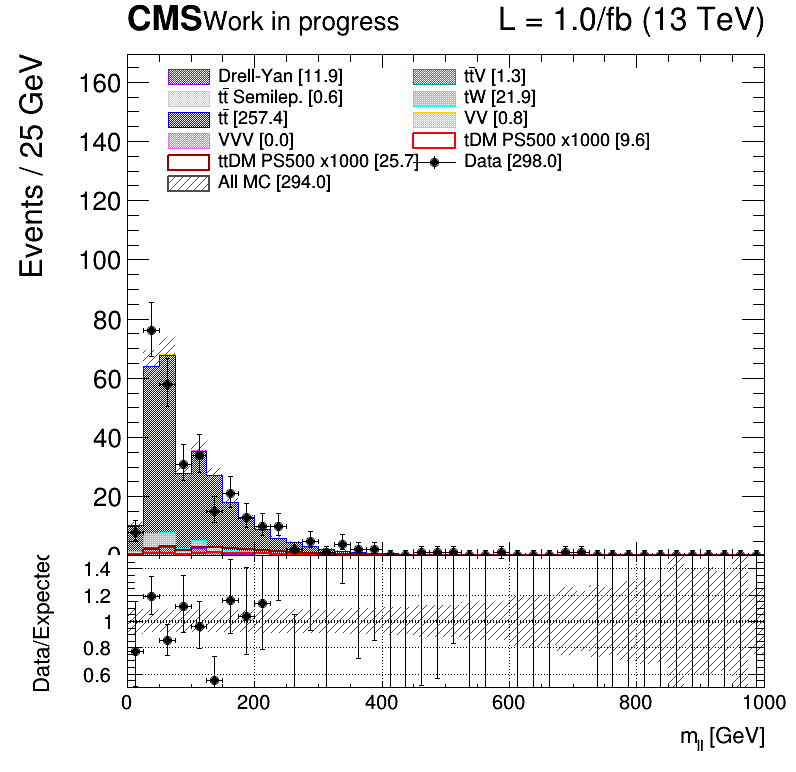 CMS Work in progress L = 1.0/fb (13 TeV)
Events / 25 GeV
160
140
120
100
80
60
40
20
0
Drell-Yan [11.9] tt̄V [1.3]
tt̄ Semilep. [0.6] tW [21.9]
tt̄ [257.4] VV [0.8]
VVV [0.0] tDM PS500 x1000 [9.6]
ttDM PS500 x1000 [25.7] Data [298.0]
All MC [294.0]
Data/Expected
1.4
1.2
1
0.8
0.6
0 200 400 600 800 1000
m_ll [GeV]